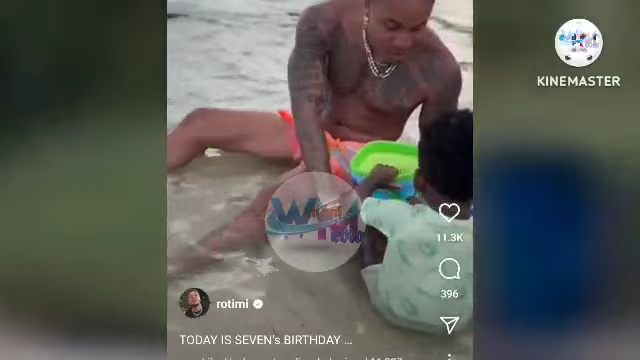 KINEMASTER
11.3K
396
rotimi
TODAY IS SEVEN's BIRTHDAY ...